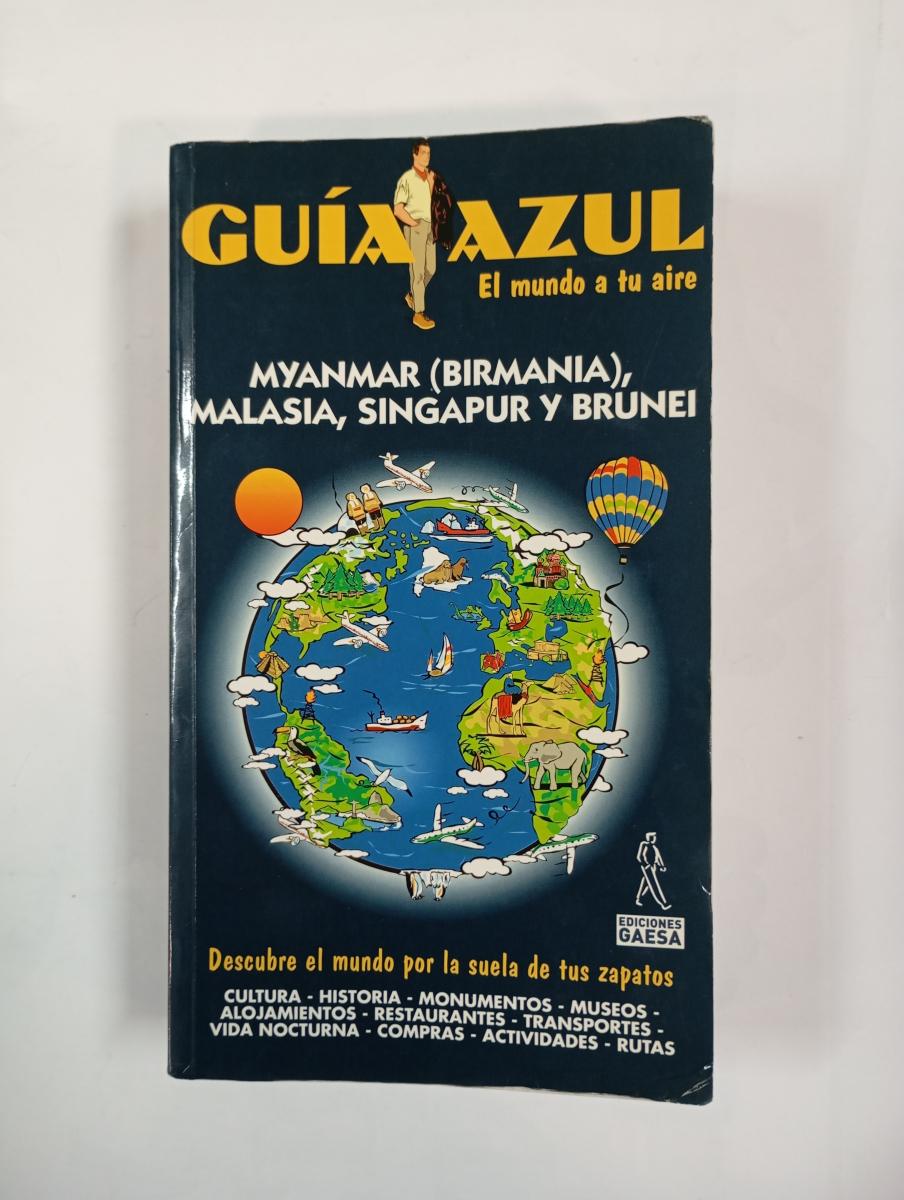 GUÍA AZUL
El mundo a tu aire
MYANMAR (BIRMANIA),
MALASIA, SINGAPUR Y BRUNEI
EDICIONES
GAESA
Descubre el mundo por la suela de tus zapatos
CULTURA - HISTORIA - MONUMENTOS - MUSEOS -
ALOJAMIENTOS - RESTAURANTES - TRANSPORTES -
VIDA NOCTURNA - COMPRAS - ACTIVIDADES - RUTAS